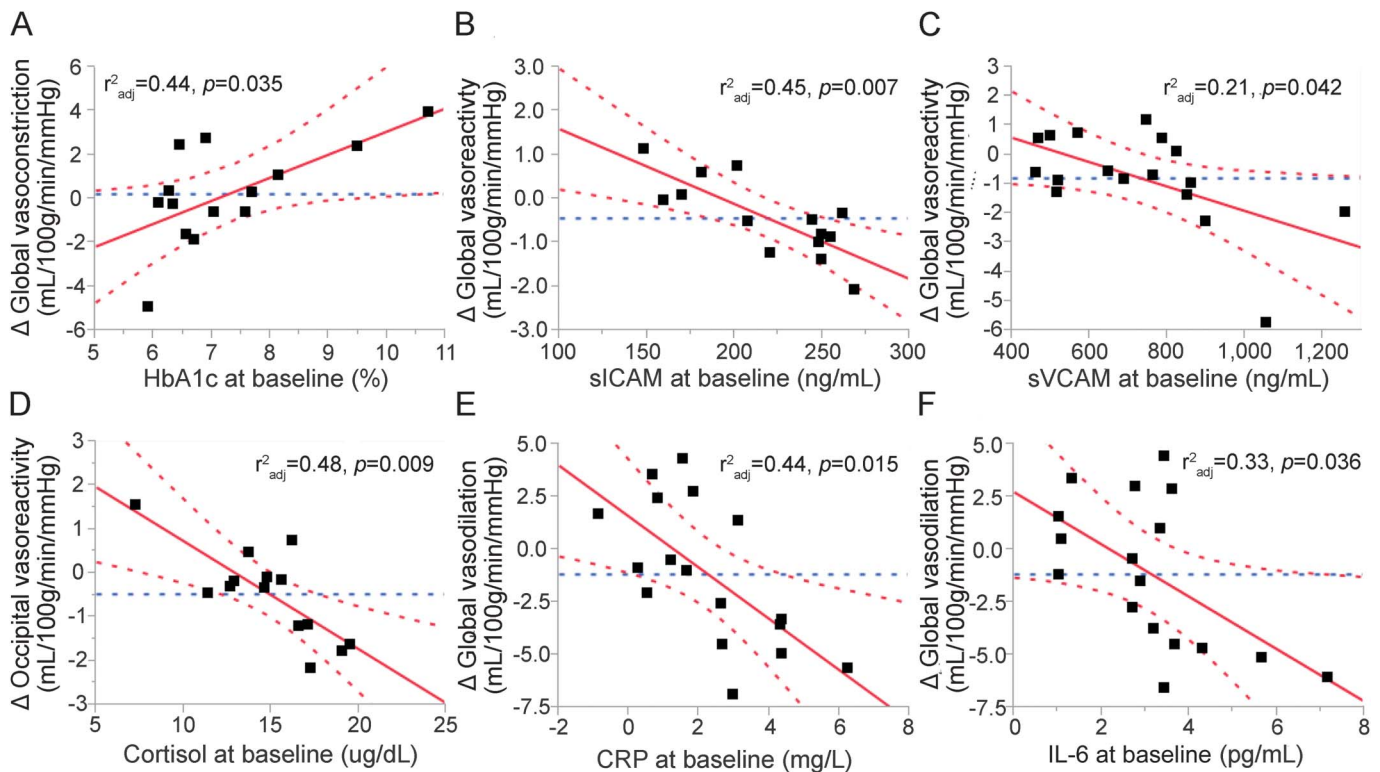 A
r²adj=0.44, p=0.035
Δ Global vasoconstriction
(mL/100g/min/mmHg)
6
4
2
0
-2
-4
-6
5 6 7 8 9 10 11
HbA1c at baseline (%)
B
r²adj=0.45, p=0.007
Δ Global vasoreactivty
(mL/100g/min/mmHg)
3.0
2.0
1.0
0.0
-1.0
-2.0
-3.0
100 150 200 250 300
sICAM at baseline (ng/mL)
C
r²adj=0.21, p=0.042
Δ Global vasoreactivity
(mL/100g/min/mmHg)
3
2
1
0
-1
-2
-3
-4
-5
-6
400 600 800 1,000 1,200
sVCAM at baseline (ng/mL)
D
r²adj=0.48, p=0.009
Δ Occipital vasoreactivity
(mL/100g/min/mmHg)
3
2
1
0
-1
-2
-3
5 10 15 20 25
Cortisol at baseline (ug/dL)
E
r²adj=0.44, p=0.015
Δ Global vasodilation
(mL/100g/min/mmHg)
5.0
2.5
0.0
-2.5
-5.0
-7.5
-2 0 2 4 6 8
CRP at baseline (mg/L)
F
r²adj=0.33, p=0.036
Δ Global vasodilation
(mL/100g/min/mmHg)
5.0
2.5
0.0
-2.5
-5.0
-7.5
0 2 4 6 8
IL-6 at baseline (pg/mL)